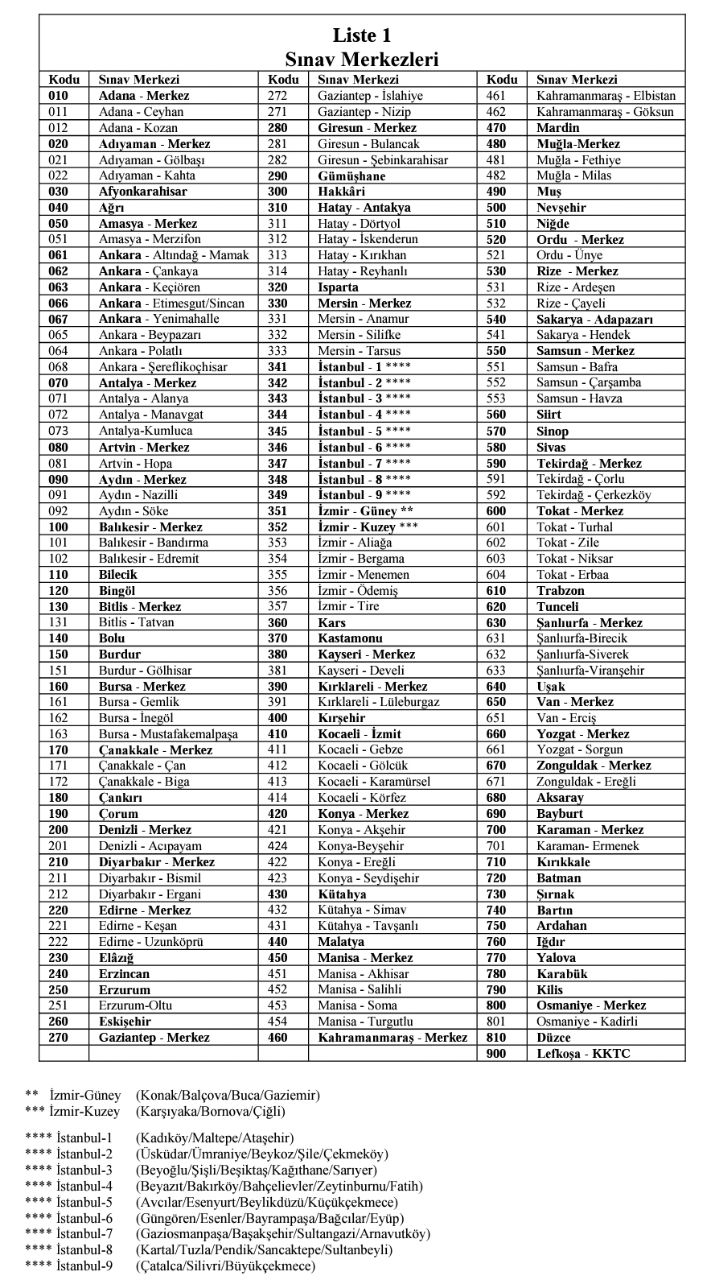 Liste 1
Sınav Merkezleri
Kodu Sınav Merkezi Kodu Sınav Merkezi Kodu Sınav Merkezi
010 Adana - Merkez 272 Gaziantep - İslahiye 461 Kahramanmaraş - Elbistan
011 Adana - Ceyhan 271 Gaziantep - Nizip 462 Kahramanmaraş - Göksun
012 Adana - Kozan 280 Giresun - Merkez 470 Mardin
020 Adıyaman - Merkez 281 Giresun - Bulancak 480 Muğla-Merkez
021 Adıyaman - Gölbaşı 282 Giresun - Şebinkarahisar 481 Muğla - Fethiye
022 Adıyaman - Kahta 290 Gümüşhane 482 Muğla - Milas
030 Afyonkarahisar 300 Hakkâri 490 Muş
040 Ağrı 310 Hatay - Antakya 500 Nevşehir
050 Amasya - Merkez 311 Hatay - Dörtyol 510 Niğde
051 Amasya - Merzifon 312 Hatay - İskenderun 520 Ordu - Merkez
061 Ankara - Altındağ - Mamak 313 Hatay - Kırıkhan 521 Ordu - Ünye
062 Ankara - Çankaya 314 Hatay - Reyhanlı 530 Rize - Merkez
063 Ankara - Keçiören 320 Isparta 531 Rize - Ardeşen
066 Ankara - Etimesgut/Sincan 330 Mersin - Merkez 532 Rize - Çayeli
067 Ankara - Yenimahalle 331 Mersin - Anamur 540 Sakarya - Adapazarı
065 Ankara - Beypazarı 332 Mersin - Silifke 541 Sakarya - Hendek
064 Ankara - Polatlı 333 Mersin - Tarsus 550 Samsun - Merkez
068 Ankara - Şereflikoçhisar 341 İstanbul - 1 **** 551 Samsun - Bafra
070 Antalya - Merkez 342 İstanbul - 2 **** 552 Samsun - Çarşamba
071 Antalya - Alanya 343 İstanbul - 3 **** 553 Samsun - Havza
072 Antalya - Manavgat 344 İstanbul - 4 **** 560 Siirt
073 Antalya-Kumluca 345 İstanbul - 5 **** 570 Sinop
080 Artvin - Merkez 346 İstanbul - 6 **** 580 Sivas
081 Artvin - Hopa 347 İstanbul - 7 **** 590 Tekirdağ - Merkez
090 Aydın - Merkez 348 İstanbul - 8 **** 591 Tekirdağ - Çorlu
091 Aydın - Nazilli 349 İstanbul - 9 **** 592 Tekirdağ - Çerkezköy
092 Aydın - Söke 351 İzmir - Güney ** 600 Tokat - Merkez
100 Balıkesir - Merkez 352 İzmir - Kuzey *** 601 Tokat - Turhal
101 Balıkesir - Bandırma 353 İzmir - Aliağa 602 Tokat - Zile
102 Balıkesir - Edremit 354 İzmir - Bergama 603 Tokat - Niksar
110 Bilecik 355 İzmir - Menemen 604 Tokat - Erbaa
120 Bingöl 356 İzmir - Ödemiş 610 Trabzon
130 Bitlis - Merkez 357 İzmir - Tire 620 Tunceli
131 Bitlis - Tatvan 360 Kars 630 Şanlıurfa - Merkez
140 Bolu 370 Kastamonu 631 Şanlıurfa-Birecik
150 Burdur 380 Kayseri - Merkez 632 Şanlıurfa-Siverek
151 Burdur - Gölhisar 381 Kayseri - Develi 633 Şanlıurfa-Viranşehir
160 Bursa - Merkez 390 Kırklareli - Merkez 640 Uşak
161 Bursa - Gemlik 391 Kırklareli - Lüleburgaz 650 Van - Merkez
162 Bursa - İnegöl 400 Kırşehir 651 Van - Erciş
163 Bursa - Mustafakemalpaşa 410 Kocaeli - İzmit 660 Yozgat - Merkez
170 Çanakkale - Merkez 411 Kocaeli - Gebze 661 Yozgat - Sorgun
171 Çanakkale - Çan 412 Kocaeli - Gölcük 670 Zonguldak - Merkez
172 Çanakkale - Biga 413 Kocaeli - Karamürsel 671 Zonguldak - Ereğli
180 Çankırı 414 Kocaeli - Körfez 680 Aksaray
190 Çorum 420 Konya - Merkez 690 Bayburt
200 Denizli - Merkez 421 Konya - Akşehir 700 Karaman - Merkez
201 Denizli - Acıpayam 424 Konya-Beyşehir 701 Karaman- Ermenek
210 Diyarbakır - Merkez 422 Konya - Ereğli 710 Kırıkkale
211 Diyarbakır - Bismil 423 Konya - Seydişehir 720 Batman
212 Diyarbakır - Ergani 430 Kütahya 730 Şırnak
220 Edirne - Merkez 432 Kütahya - Simav 740 Bartın
221 Edirne - Keşan 431 Kütahya - Tavşanlı 750 Ardahan
222 Edirne - Uzunköprü 440 Malatya 760 Iğdır
230 Elâzığ 450 Manisa - Merkez 770 Yalova
240 Erzincan 451 Manisa - Akhisar 780 Karabük
250 Erzurum 452 Manisa - Salihli 790 Kilis
251 Erzurum-Oltu 453 Manisa - Soma 800 Osmaniye - Merkez
260 Eskişehir 454 Manisa - Turgutlu 801 Osmaniye - Kadirli
270 Gaziantep - Merkez 460 Kahramanmaraş - Merkez 810 Düzce
900 Lefkoşa - KKTC
** İzmir-Güney (Konak/Balçova/Buca/Gaziemir)
*** İzmir-Kuzey (Karşıyaka/Bornova/Çiğli)
**** İstanbul-1 (Kadıköy/Maltepe/Ataşehir)
**** İstanbul-2 (Üsküdar/Ümraniye/Beykoz/Şile/Çekmeköy)
**** İstanbul-3 (Beyoğlu/Şişli/Beşiktaş/Kağıthane/Sarıyer)
**** İstanbul-4 (Beyazıt/Bakırköy/Bahçelievler/Zeytinburnu/Fatih)
**** İstanbul-5 (Avcılar/Esenyurt/Beylikdüzü/Küçükçekmece)
**** İstanbul-6 (Güngören/Esenler/Bayrampaşa/Bağcılar/Eyüp)
**** İstanbul-7 (Gaziosmanpaşa/Başakşehir/Sultangazi/Arnavutköy)
**** İstanbul-8 (Kartal/Tuzla/Pendik/Sancaktepe/Sultanbeyli)
**** İstanbul-9 (Çatalca/Silivri/Büyükçekmece)